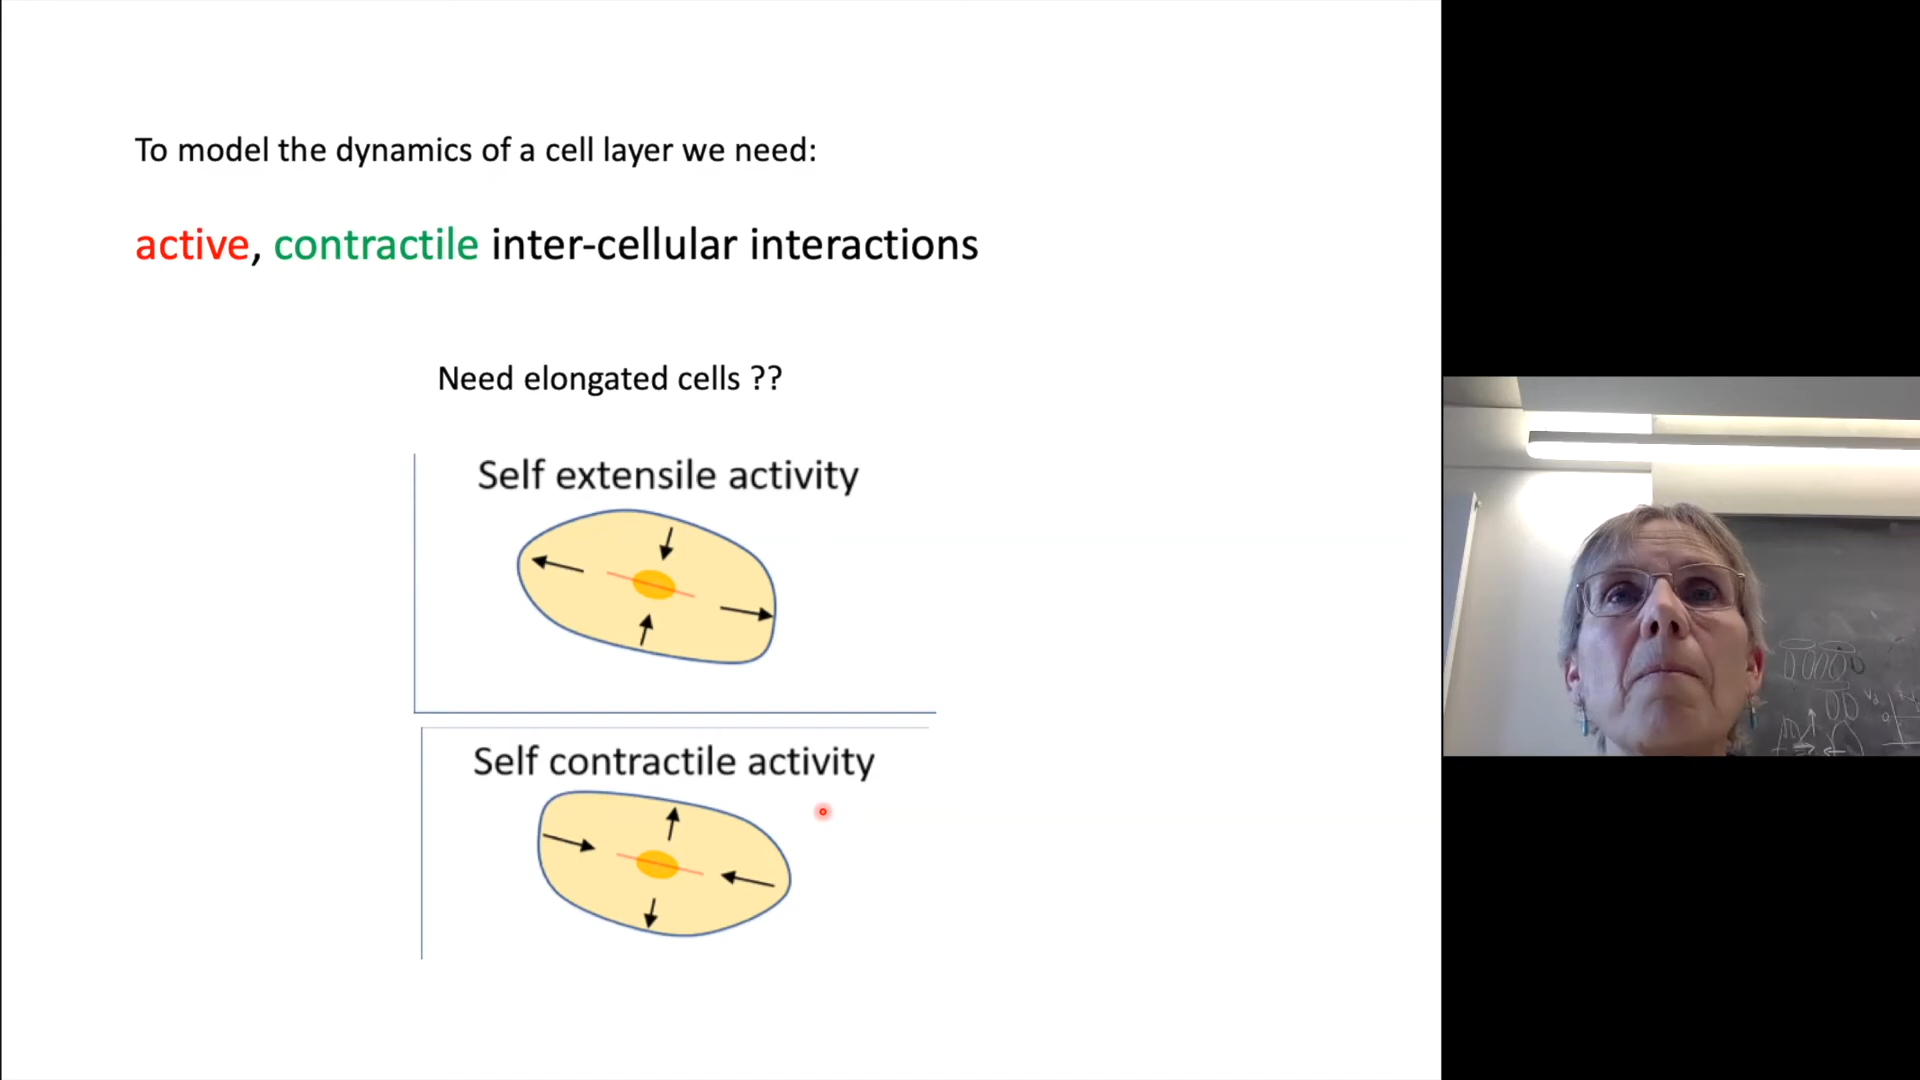 To model the dynamics of a cell layer we need:
active, contractile inter-cellular interactions
Need elongated cells ??
Self extensile activity
Self contractile activity